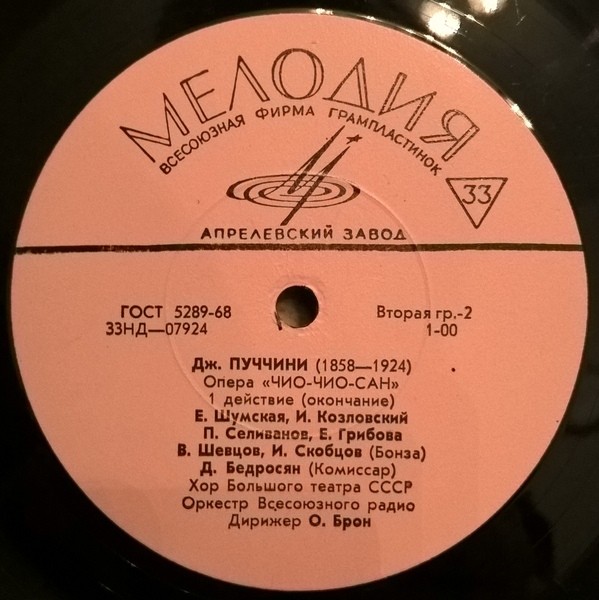 МЕЛОДИЯ
ВСЕСОЮЗНАЯ ФИРМА ГРАМПЛАСТИНОК
33
АПРЕЛЕВСКИЙ ЗАВОД
ГОСТ 5289-68 Вторая гр.-2
33НД—07924 1-00
Дж. ПУЧЧИНИ (1858—1924)
Опера «ЧИО-ЧИО-САН»
1 действие (окончание)
Е. Шумская, И. Козловский
П. Селиванов, Е. Грибова
В. Шевцов, И. Скобцов (Бонза)
Д. Бедросян (Комиссар)
Хор Большого театра СССР
Оркестр Всесоюзного радио
Дирижер О. Брон